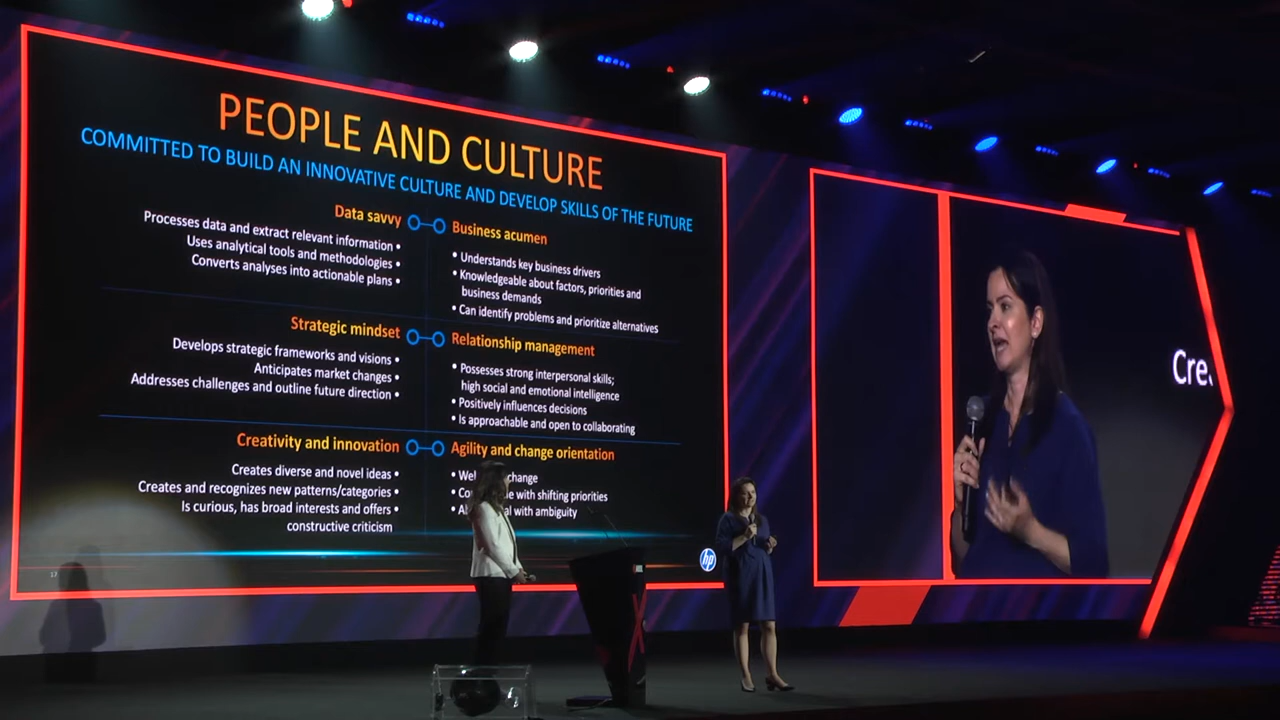 PEOPLE AND CULTURE
COMMITTED TO BUILD AN INNOVATIVE CULTURE AND DEVELOP SKILLS OF THE FUTURE
Data savvy
Processes data and extract relevant information •
Uses analytical tools and methodologies •
Converts analyses into actionable plans •
Business acumen
• Understands key business drivers
• Knowledgeable about factors, priorities and
business demands
• Can identify problems and prioritize alternatives
Strategic mindset
Develops strategic frameworks and visions •
Anticipates market changes •
Addresses challenges and outline future direction •
Relationship management
• Possesses strong interpersonal skills;
high social and emotional intelligence
• Positively influences decisions
• Is approachable and open to collaborating
Creativity and innovation
Creates diverse and novel ideas •
Creates and recognizes new patterns/categories •
Is curious, has broad interests and offers •
constructive criticism
Agility and change orientation
• change
• with shifting priorities
• with ambiguity
17
hp